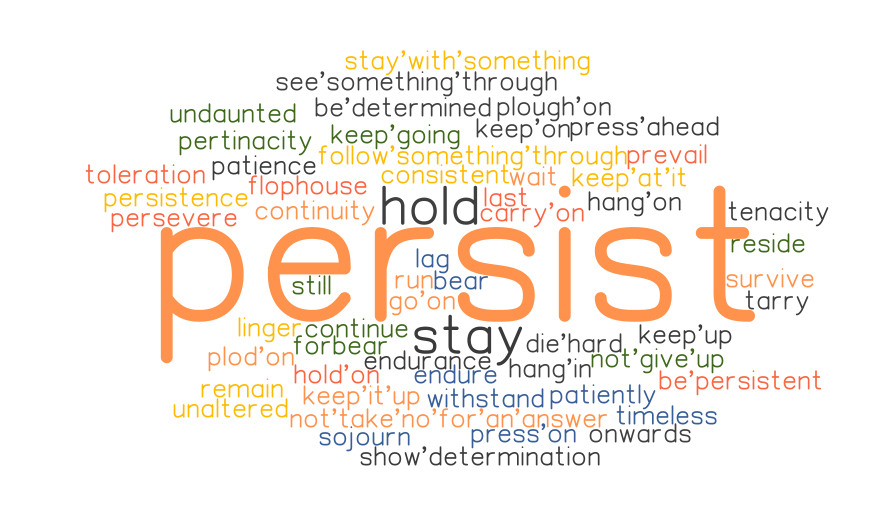 stay'with'something
see'something'through
be'determined plough'on
undaunted
keep'on press'ahead
pertinacity keep'going
follow'something'through prevail
patience
toleration consistent wait keep'at'it
flophouse
persistence last hang'on
persevere continuity hold carry'on tenacity
persist
reside
lag
still run bear survive
go'on tarry
linger continue stay keep'up
forbear die'hard
plod'on endurance hang'in not'give'up
hold'on endure be'persistent
remain keep'it'up withstand patiently
unaltered not'take'no'for'an'answer timeless
sojourn press'on onwards
show'determination